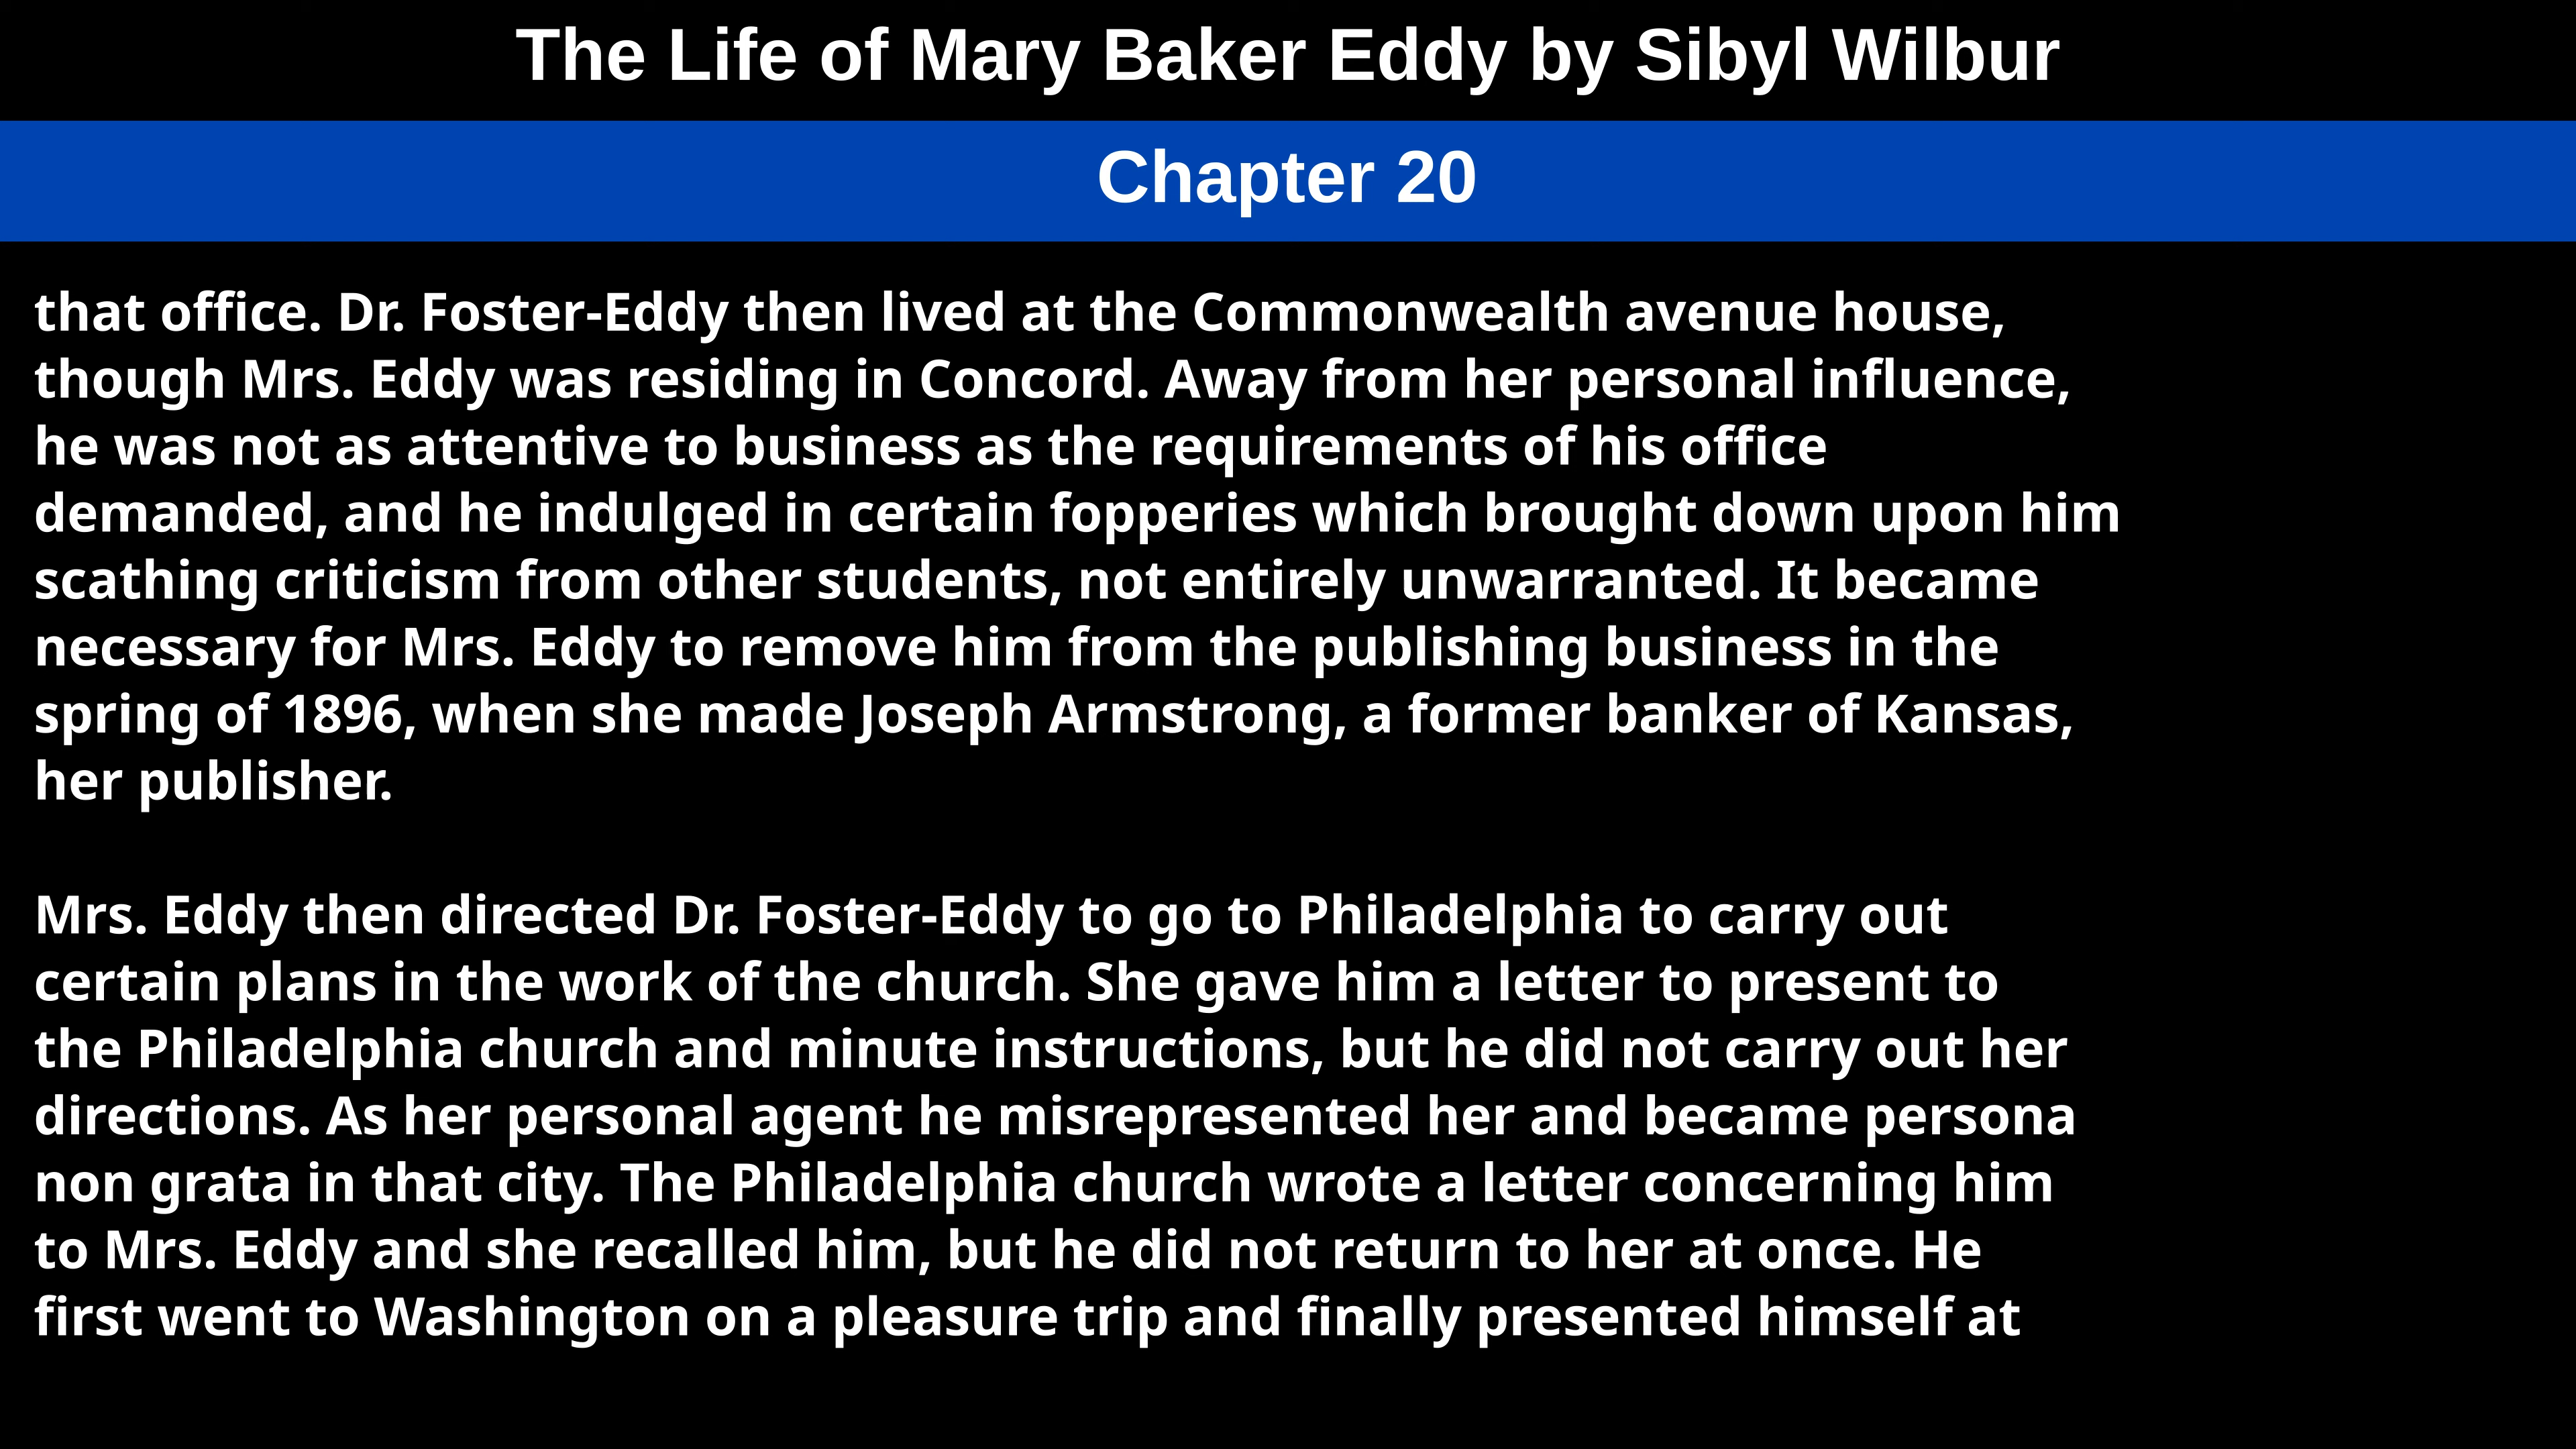 The Life of Mary Baker Eddy by Sibyl Wilbur
Chapter 20
that office. Dr. Foster-Eddy then lived at the Commonwealth avenue house,
though Mrs. Eddy was residing in Concord. Away from her personal influence,
he was not as attentive to business as the requirements of his office
demanded, and he indulged in certain fopperies which brought down upon him
scathing criticism from other students, not entirely unwarranted. It became
necessary for Mrs. Eddy to remove him from the publishing business in the
spring of 1896, when she made Joseph Armstrong, a former banker of Kansas,
her publisher.
Mrs. Eddy then directed Dr. Foster-Eddy to go to Philadelphia to carry out
certain plans in the work of the church. She gave him a letter to present to
the Philadelphia church and minute instructions, but he did not carry out her
directions. As her personal agent he misrepresented her and became persona
non grata in that city. The Philadelphia church wrote a letter concerning him
to Mrs. Eddy and she recalled him, but he did not return to her at once. He
first went to Washington on a pleasure trip and finally presented himself at